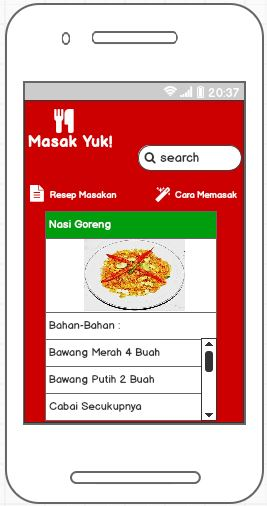 20:37
Masak Yuk!
search
Resep Masakan
Cara Memasak
Nasi Goreng
Bahan-Bahan :
Bawang Merah 4 Buah
Bawang Putih 2 Buah
Cabai Secukupnya